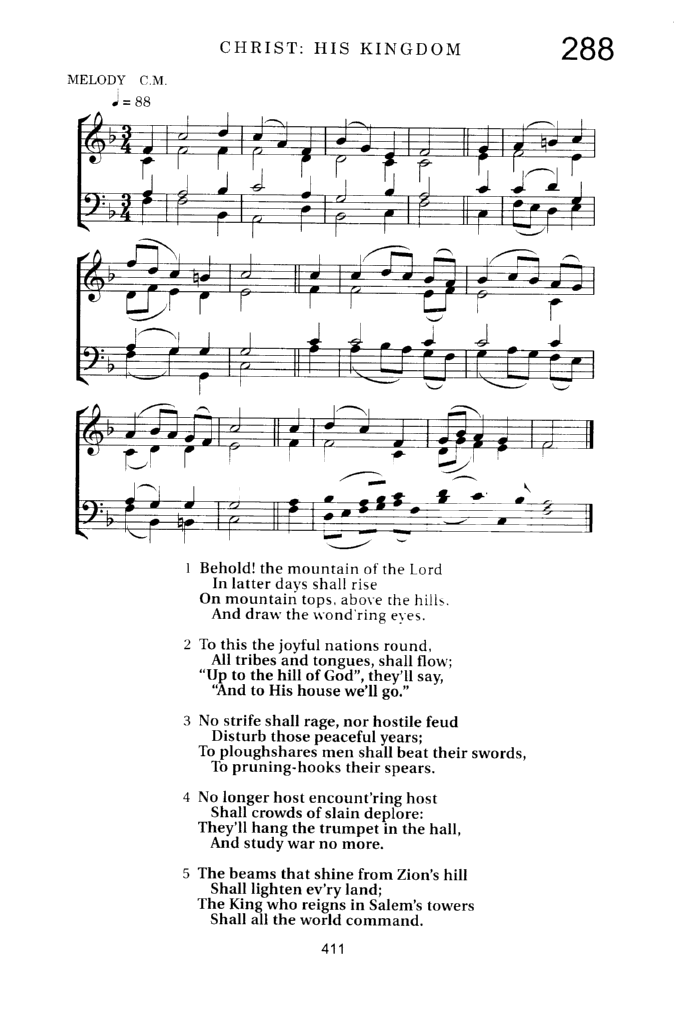 CHRIST: HIS KINGDOM
288
MELODY C.M.
♩ = 88
1 Behold! the mountain of the Lord
In latter days shall rise
On mountain tops, above the hills,
And draw the wond'ring eyes.
2 To this the joyful nations round,
All tribes and tongues, shall flow;
“Up to the hill of God”, they'll say,
“And to His house we'll go.”
3 No strife shall rage, nor hostile feud
Disturb those peaceful years;
To ploughshares men shall beat their swords,
To pruning-hooks their spears.
4 No longer host encount'ring host
Shall crowds of slain deplore:
They'll hang the trumpet in the hall,
And study war no more.
5 The beams that shine from Zion's hill
Shall lighten ev'ry land;
The King who reigns in Salem's towers
Shall all the world command.
411